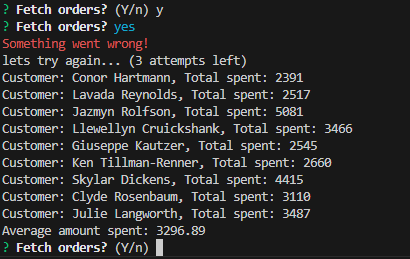 ? Fetch orders? (Y/n) y
? Fetch orders? yes
Something went wrong!
lets try again... (3 attempts left)
Customer: Conor Hartmann, Total spent: 2391
Customer: Lavada Reynolds, Total spent: 2517
Customer: Jazmyn Rolfson, Total spent: 5081
Customer: Llewellyn Cruickshank, Total spent: 3466
Customer: Giuseppe Kautzer, Total spent: 2545
Customer: Ken Tillman-Renner, Total spent: 2660
Customer: Skylar Dickens, Total spent: 4415
Customer: Clyde Rosenbaum, Total spent: 3110
Customer: Julie Langworth, Total spent: 3487
Average amount spent: 3296.89
? Fetch orders? (Y/n)